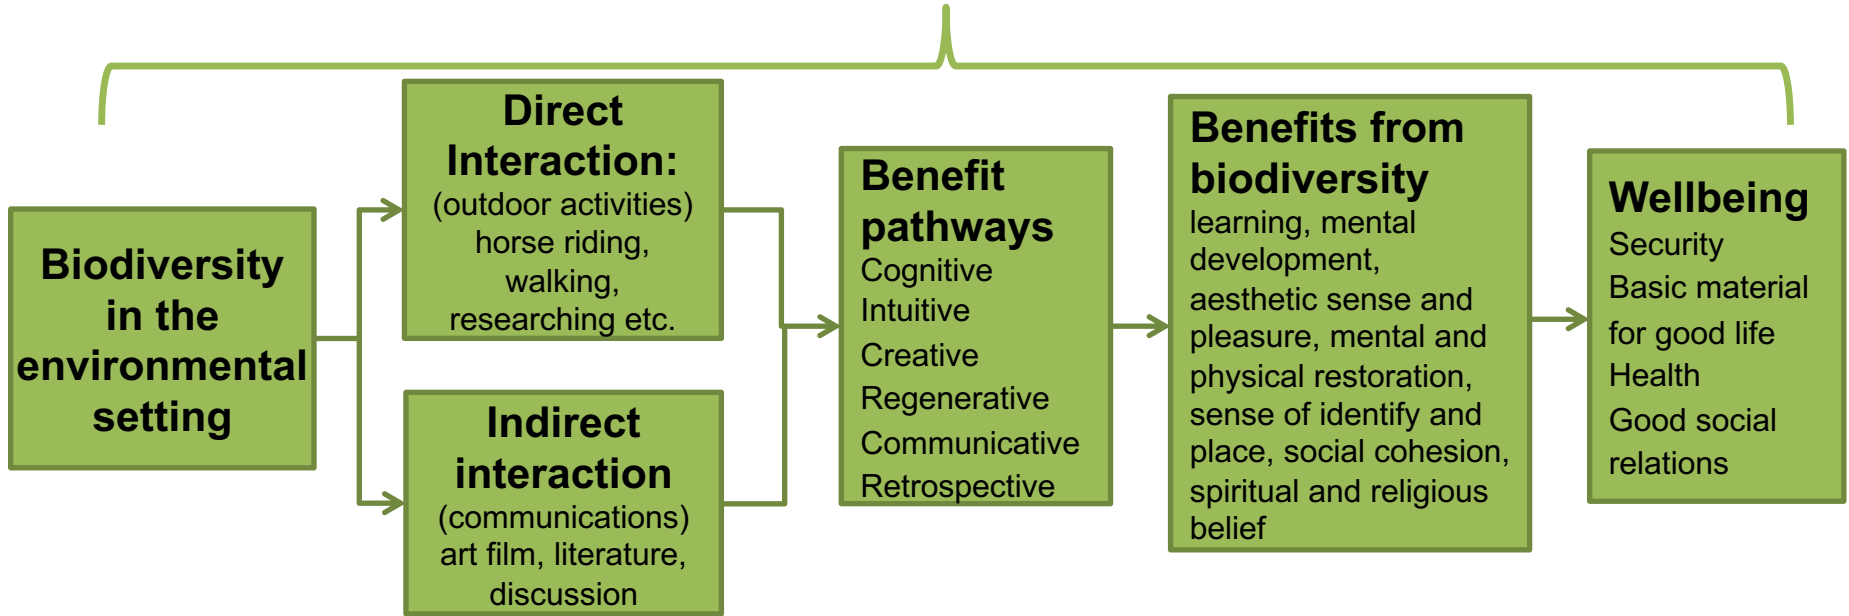 Biodiversity
in the
environmental
setting
Direct
Interaction:
(outdoor activities)
horse riding,
walking,
researching etc.
Indirect
interaction
(communications)
art film, literature,
discussion
Benefit
pathways
Cognitive
Intuitive
Creative
Regenerative
Communicative
Retrospective
Benefits from
biodiversity
learning, mental
development,
aesthetic sense and
pleasure, mental and
physical restoration,
sense of identify and
place, social cohesion,
spiritual and religious
belief
Wellbeing
Security
Basic material
for good life
Health
Good social
relations